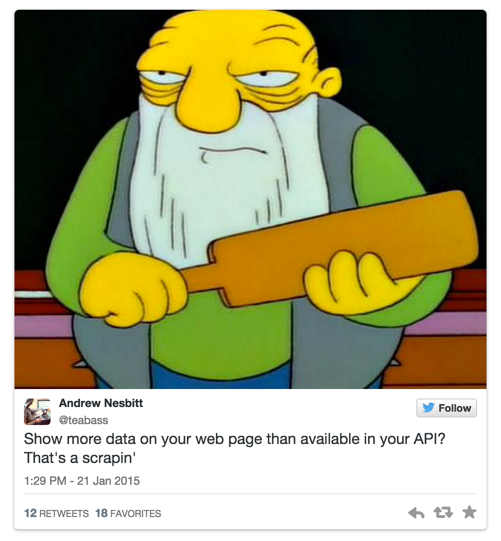 Andrew Nesbitt
@teabass
Follow
Show more data on your web page than available in your API?
That's a scrapin'
1:29 PM - 21 Jan 2015
12 RETWEETS 18 FAVORITES